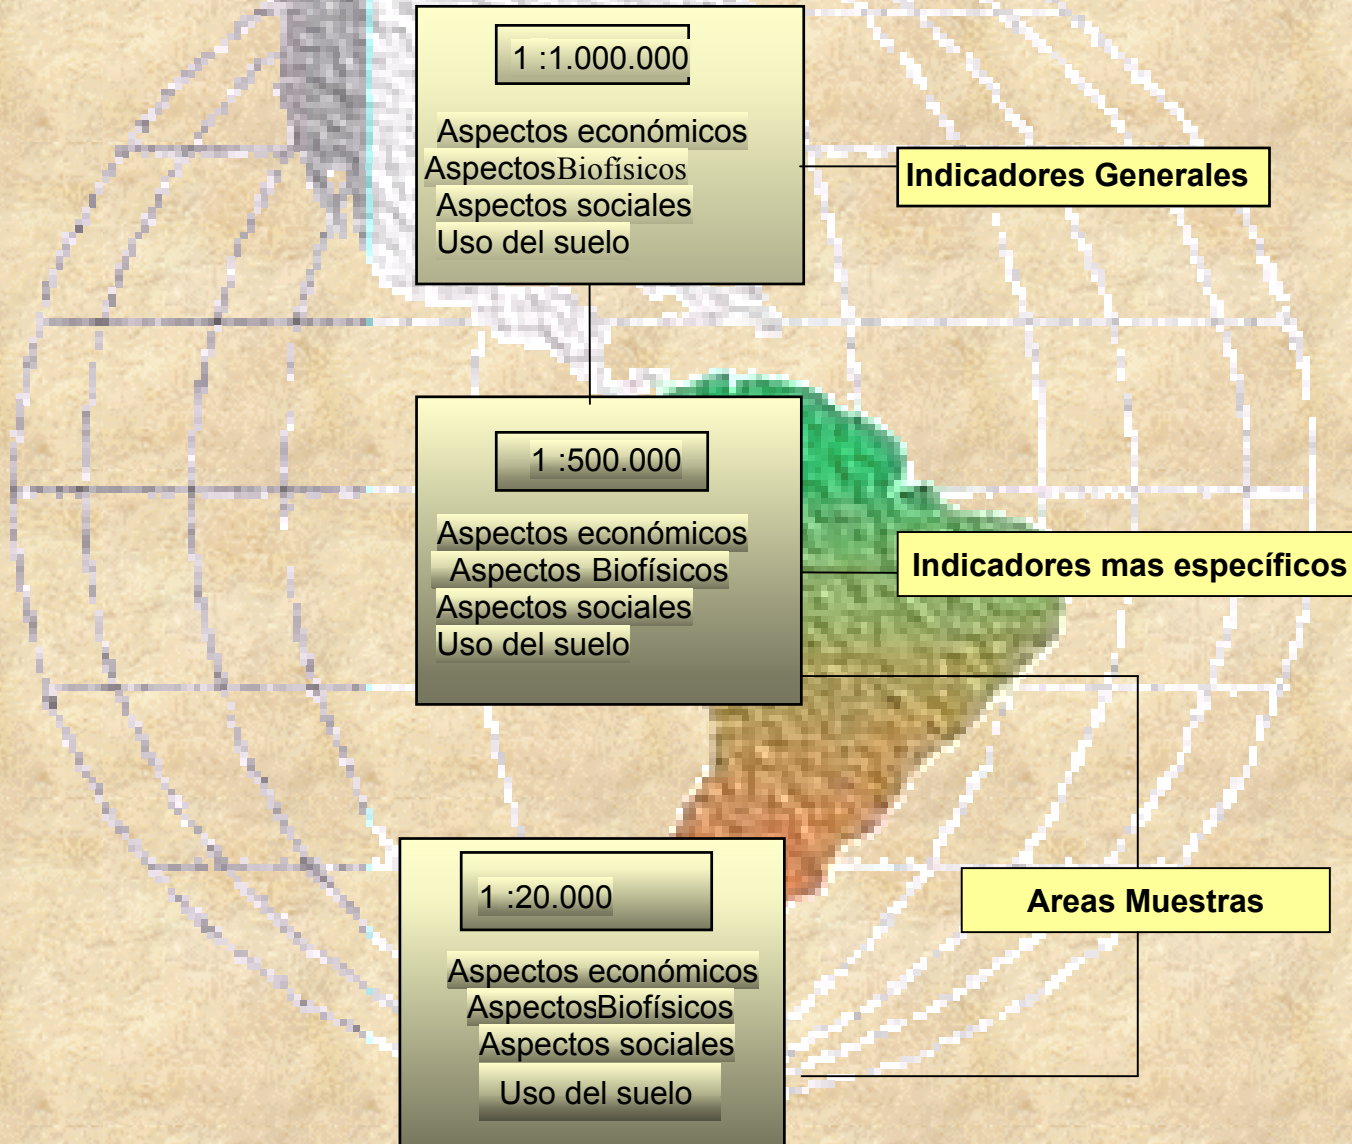 1 :1.000.000
Aspectos económicos
AspectosBiofísicos
Aspectos sociales
Uso del suelo
Indicadores Generales
1 :500.000
Aspectos económicos
Aspectos Biofísicos
Aspectos sociales
Uso del suelo
Indicadores mas específicos
1 :20.000
Aspectos económicos
AspectosBiofísicos
Aspectos sociales
Uso del suelo
Areas Muestras